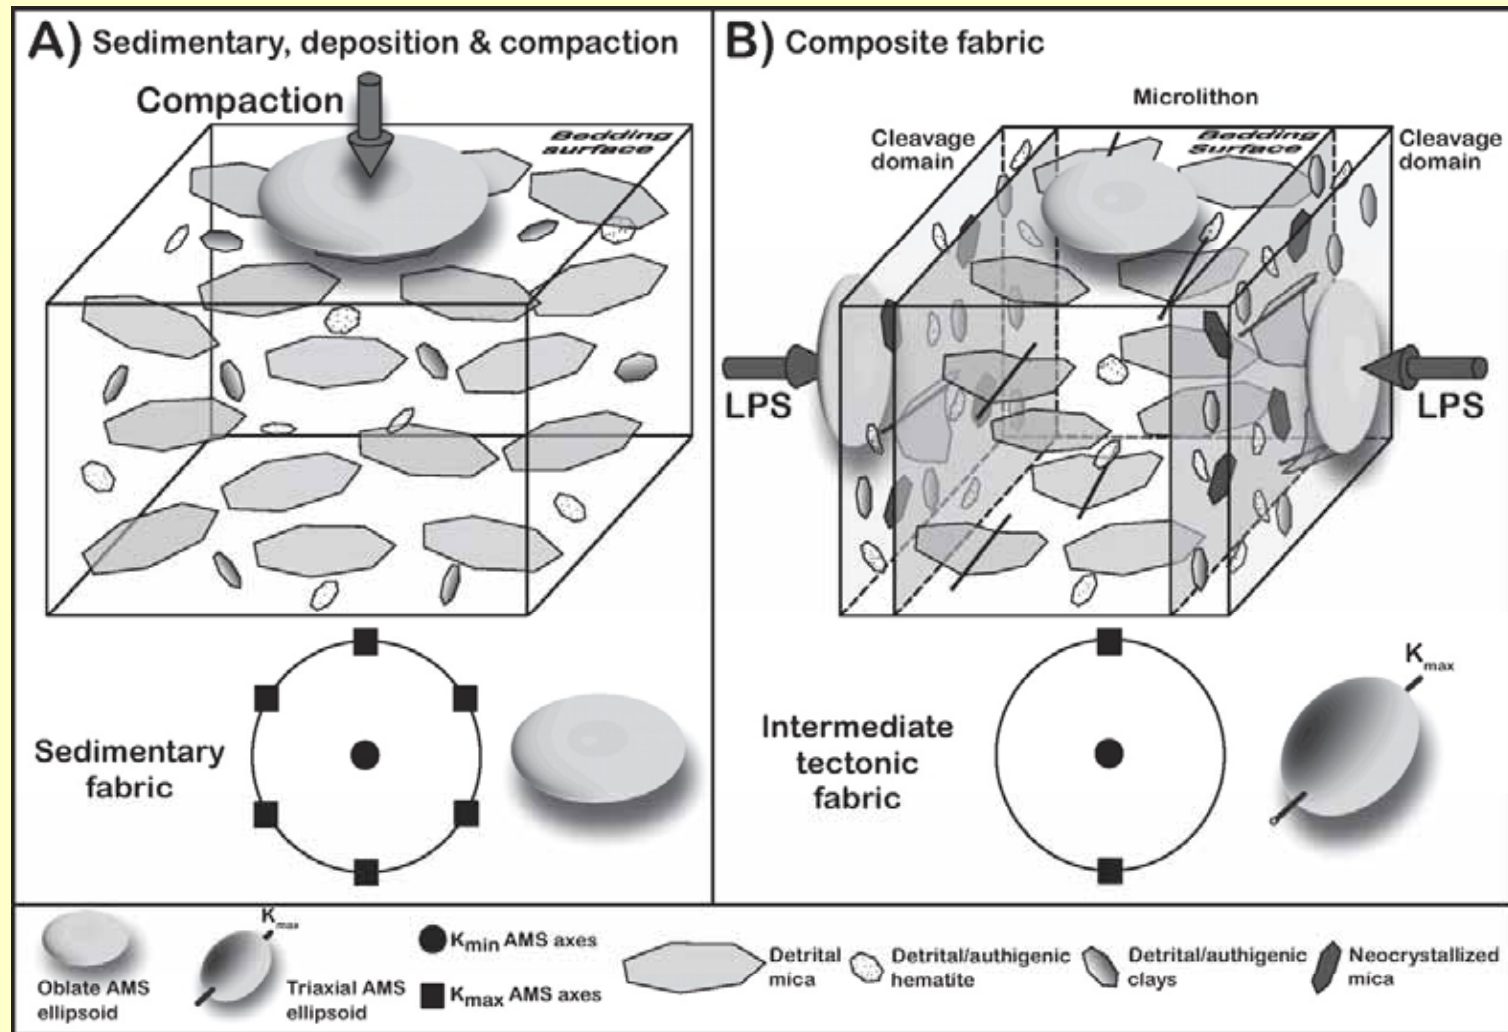 A) Sedimentary, deposition & compaction
Compaction
Bedding
surface
Sedimentary
fabric
B) Composite fabric
Microlithon
Cleavage
domain
Bedding
Surface
Cleavage
domain
LPS
LPS
Intermediate
tectonic
fabric
Kmax
Oblate AMS
ellipsoid
Kmax
Triaxial AMS
ellipsoid
Kmin AMS axes
Kmax AMS axes
Detrital
mica
Detrital/authigenic
hematite
Detrital/authigenic
clays
Neocrystallized
mica